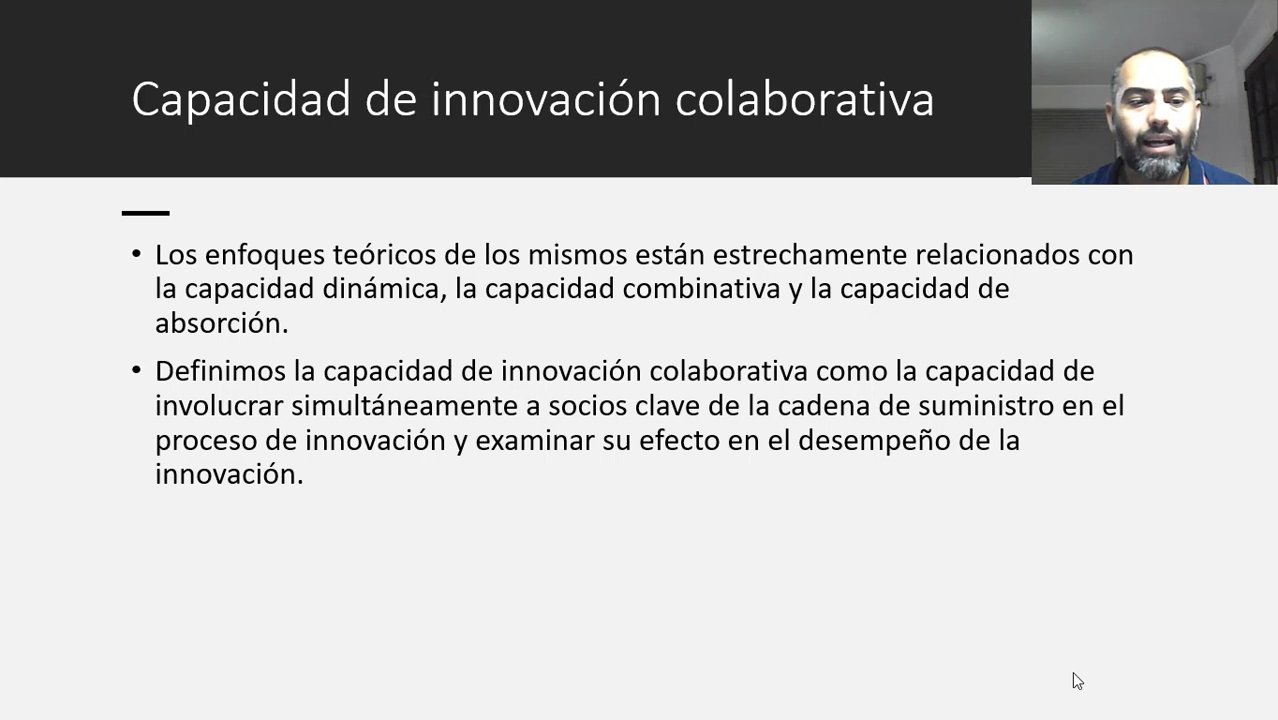 Capacidad de innovación colaborativa
• Los enfoques teóricos de los mismos están estrechamente relacionados con
la capacidad dinámica, la capacidad combinativa y la capacidad de
absorción.
• Definimos la capacidad de innovación colaborativa como la capacidad de
involucrar simultáneamente a socios clave de la cadena de suministro en el
proceso de innovación y examinar su efecto en el desempeño de la
innovación.